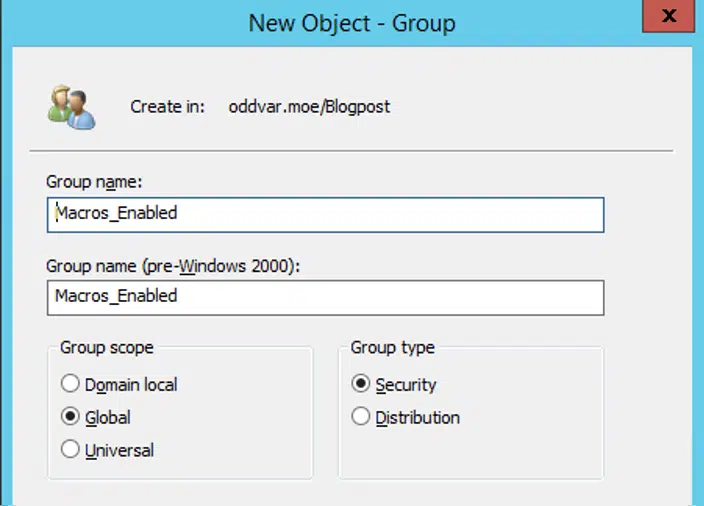 New Object - Group
x
Create in: oddvar.moe/Blogpost
Group name:
Macros_Enabled
Group name (pre-Windows 2000):
Macros_Enabled
Group scope
Domain local
Global
Universal
Group type
Security
Distribution